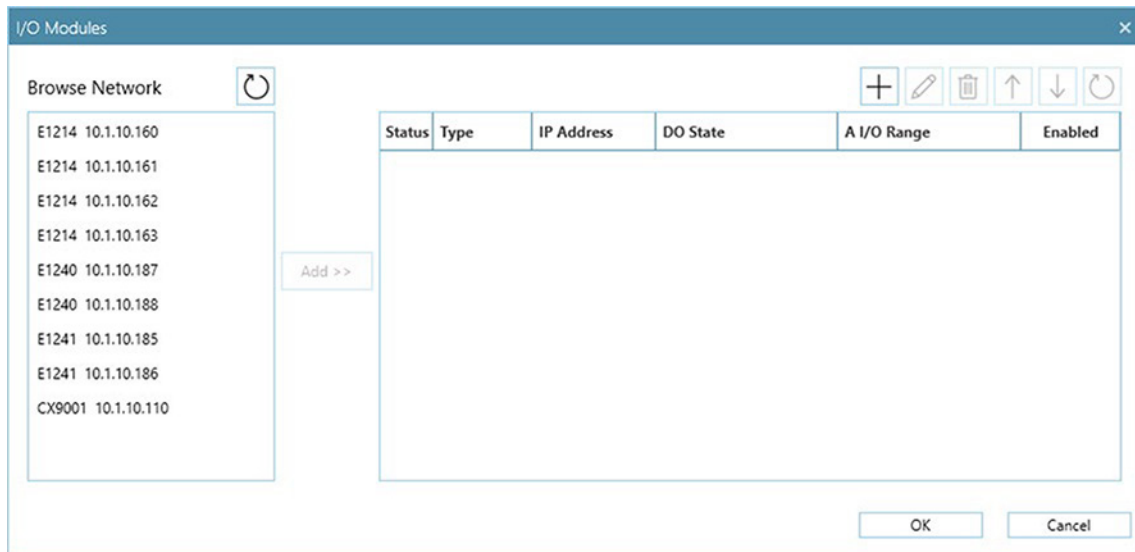 I/O Modules
Browse Network
E1214 10.1.10.160
E1214 10.1.10.161
E1214 10.1.10.162
E1214 10.1.10.163
E1240 10.1.10.187
E1240 10.1.10.188
E1241 10.1.10.185
E1241 10.1.10.186
CX9001 10.1.10.110
Add >>
Status Type IP Address DO State A I/O Range Enabled
OK Cancel